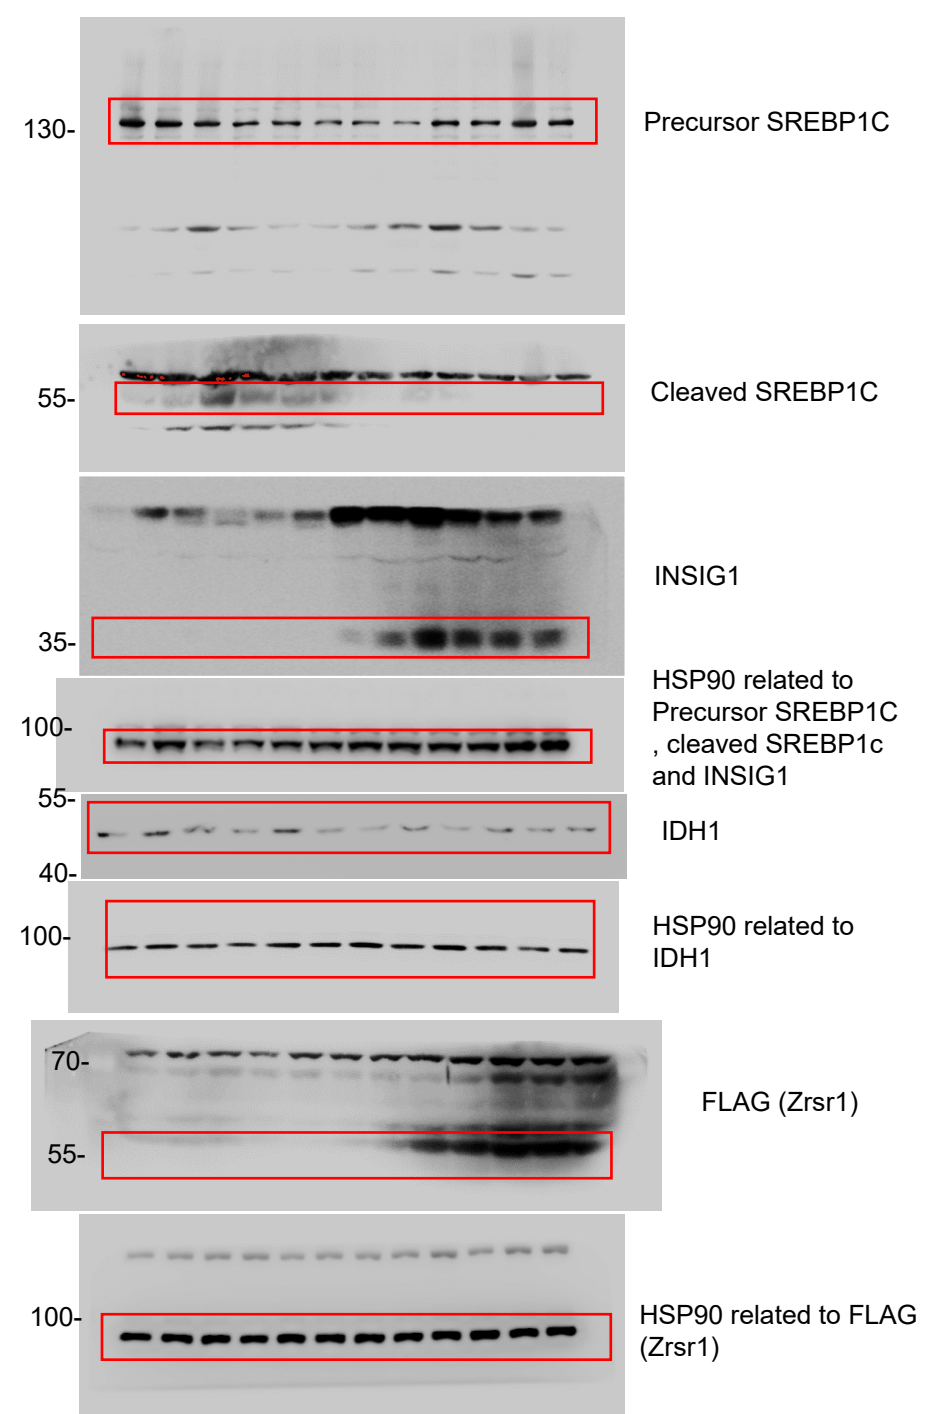 130-
Precursor SREBP1C
55-
Cleaved SREBP1C
INSIG1
35-
HSP90 related to
Precursor SREBP1C
, cleaved SREBP1c
and INSIG1
100-
55-
IDH1
40-
HSP90 related to
IDH1
100-
70-
FLAG (Zrsr1)
55-
100-
HSP90 related to FLAG
(Zrsr1)